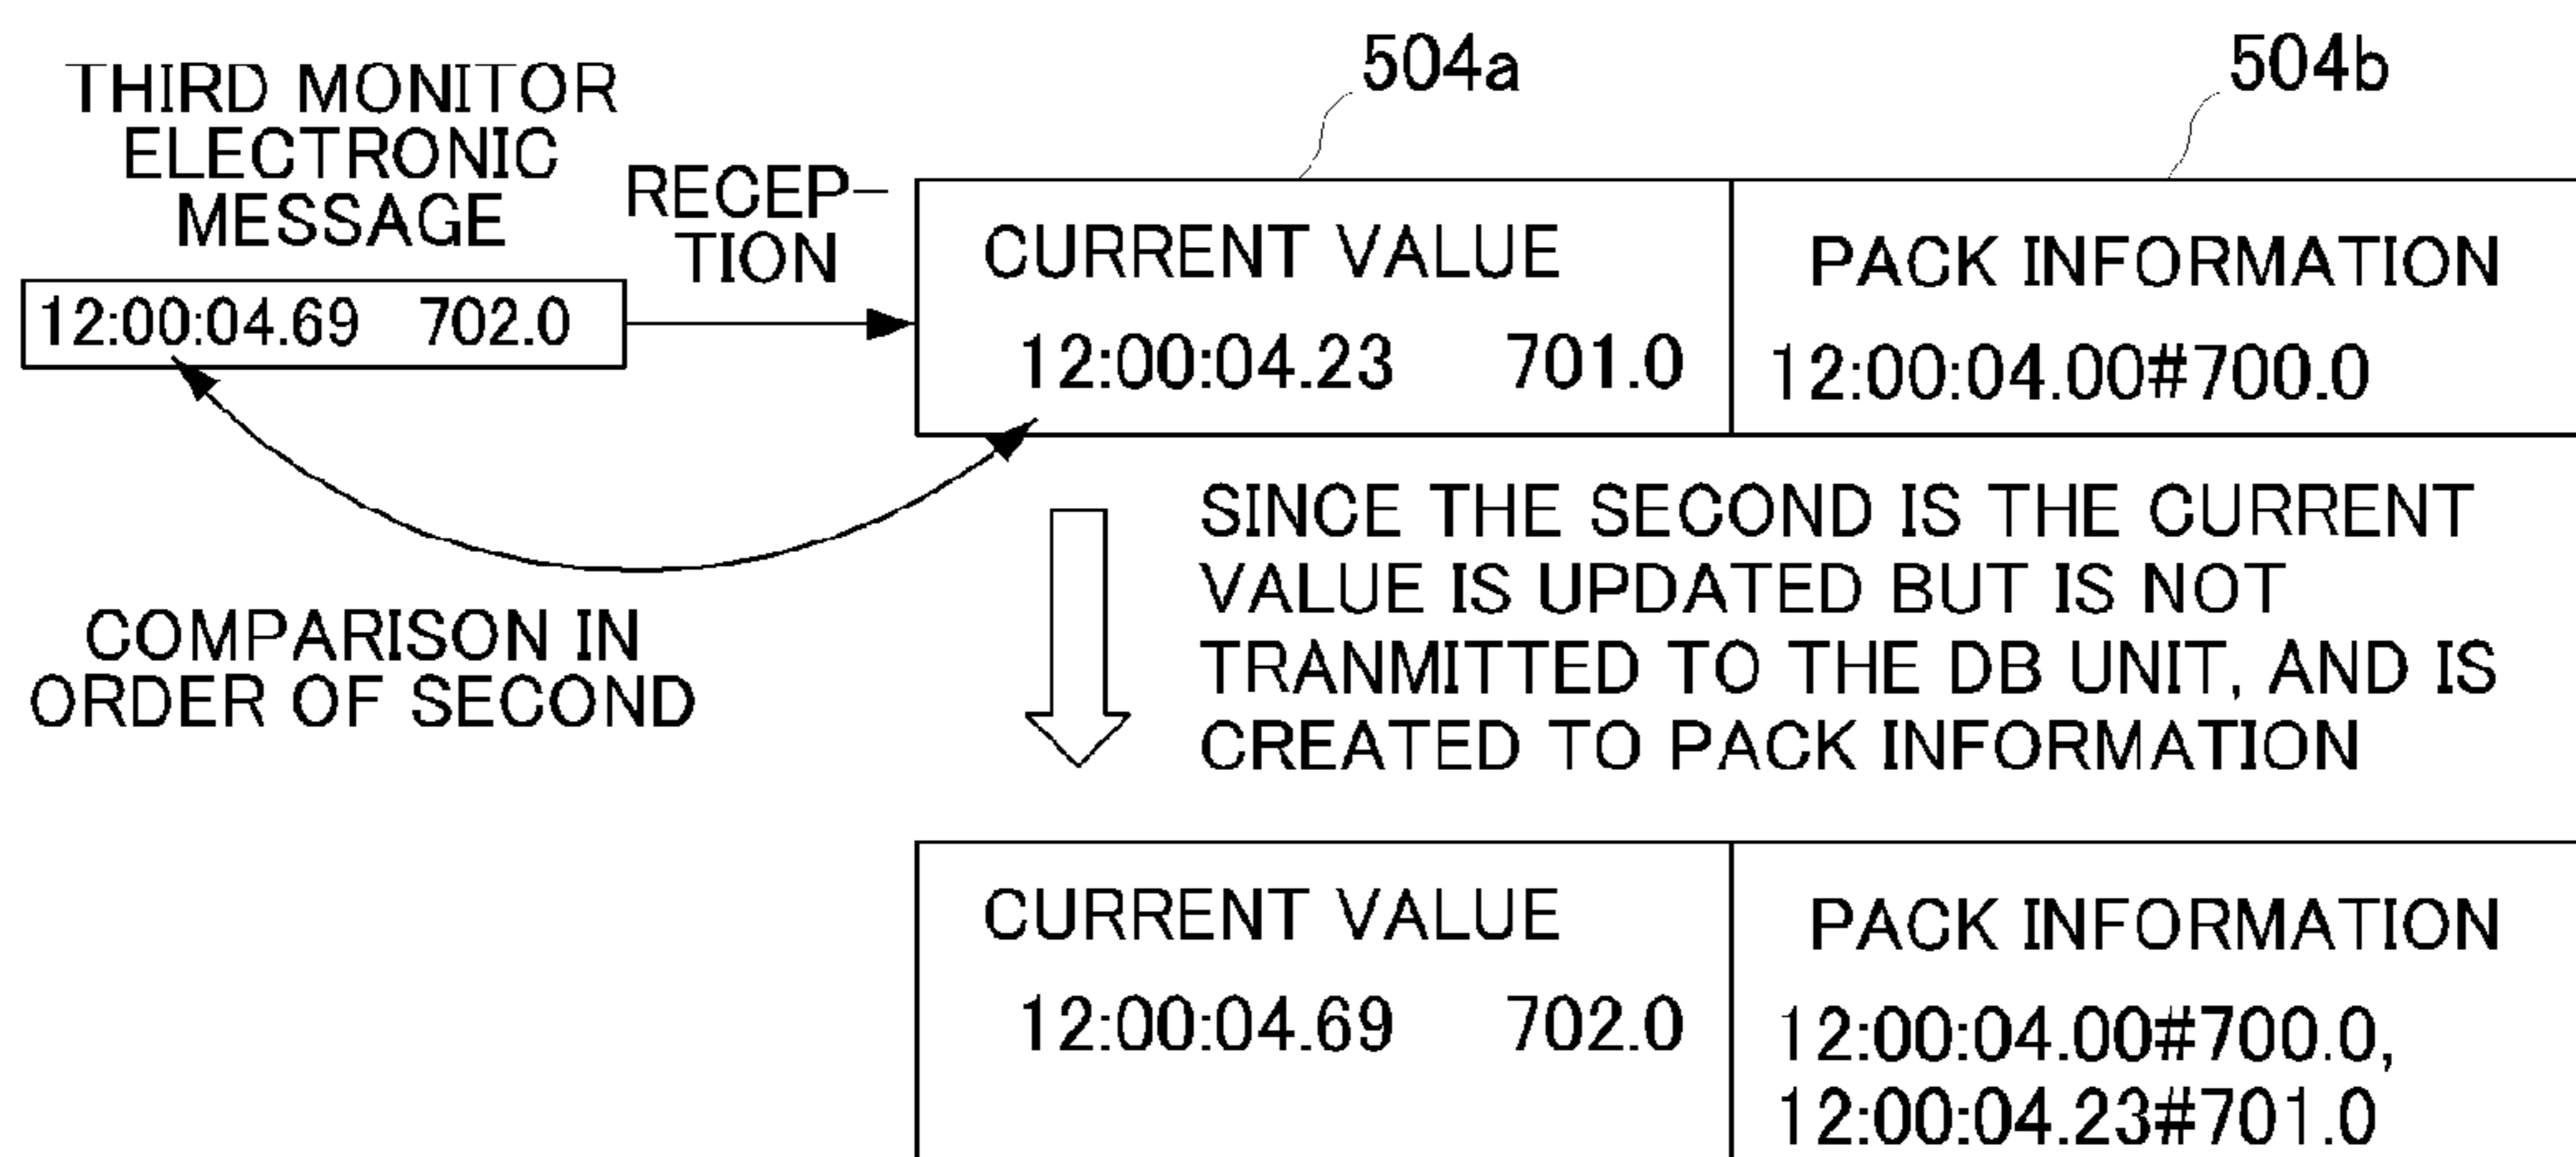 504a
504b
THIRD MONITOR
ELECTRONIC
MESSAGE
RECEP-
TION
12:00:04.69 702.0
CURRENT VALUE
12:00:04.23 701.0
PACK INFORMATION
12:00:04.00#700.0
COMPARISON IN
ORDER OF SECOND
SINCE THE SECOND IS THE CURRENT
VALUE IS UPDATED BUT IS NOT
TRANMITTED TO THE DB UNIT, AND IS
CREATED TO PACK INFORMATION
CURRENT VALUE
12:00:04.69 702.0
PACK INFORMATION
12:00:04.00#700.0,
12:00:04.23#701.0